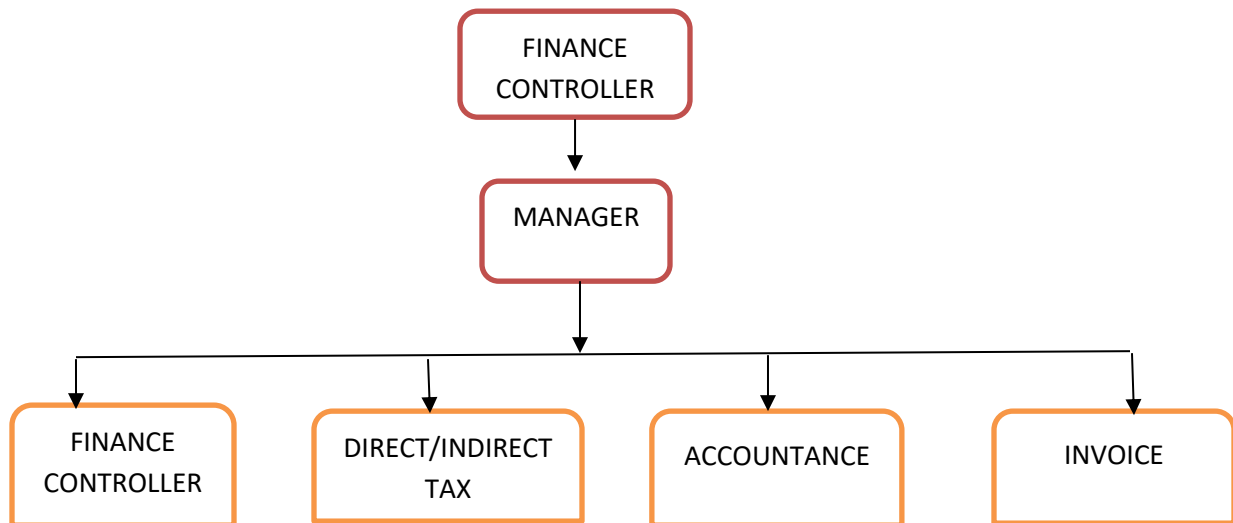 FINANCE
CONTROLLER
MANAGER
FINANCE
CONTROLLER
DIRECT/INDIRECT
TAX
ACCOUNTANCE
INVOICE